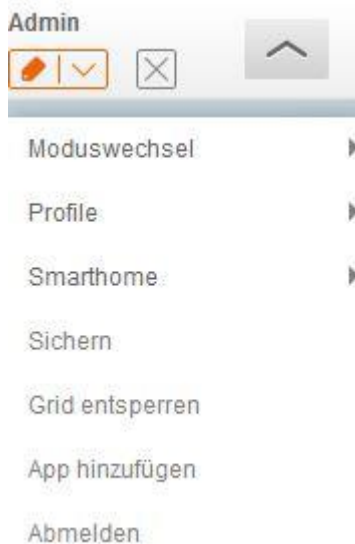 Admin
Moduswechsel
Profile
Smarthome
Sichern
Grid entsperren
App hinzufügen
Abmelden